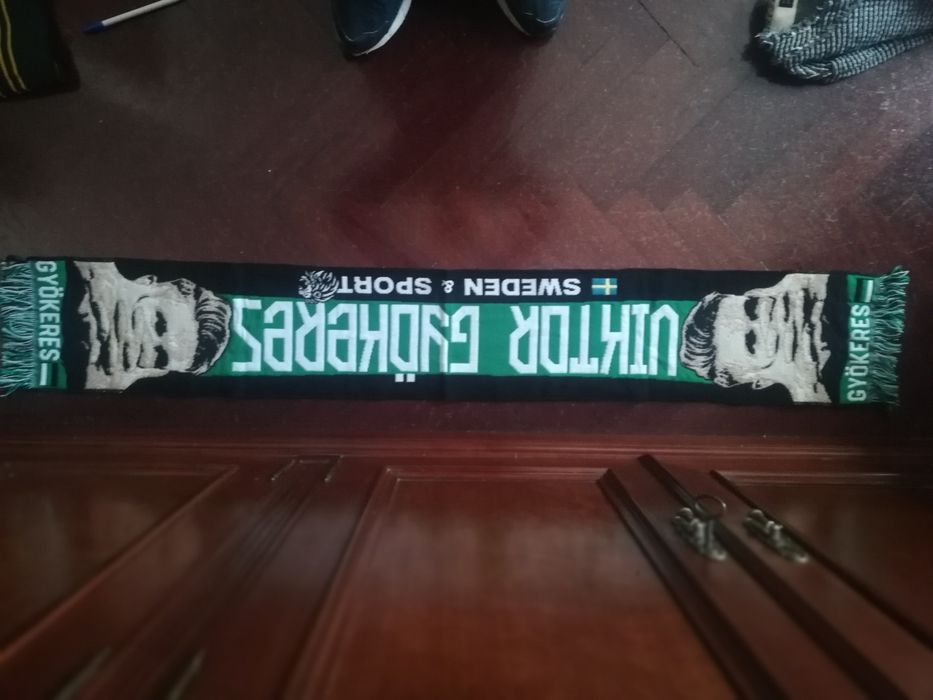 VIKTOR GYÖKERES
SWEDEN & SPORT
GYÖKERES
GYÖKERES